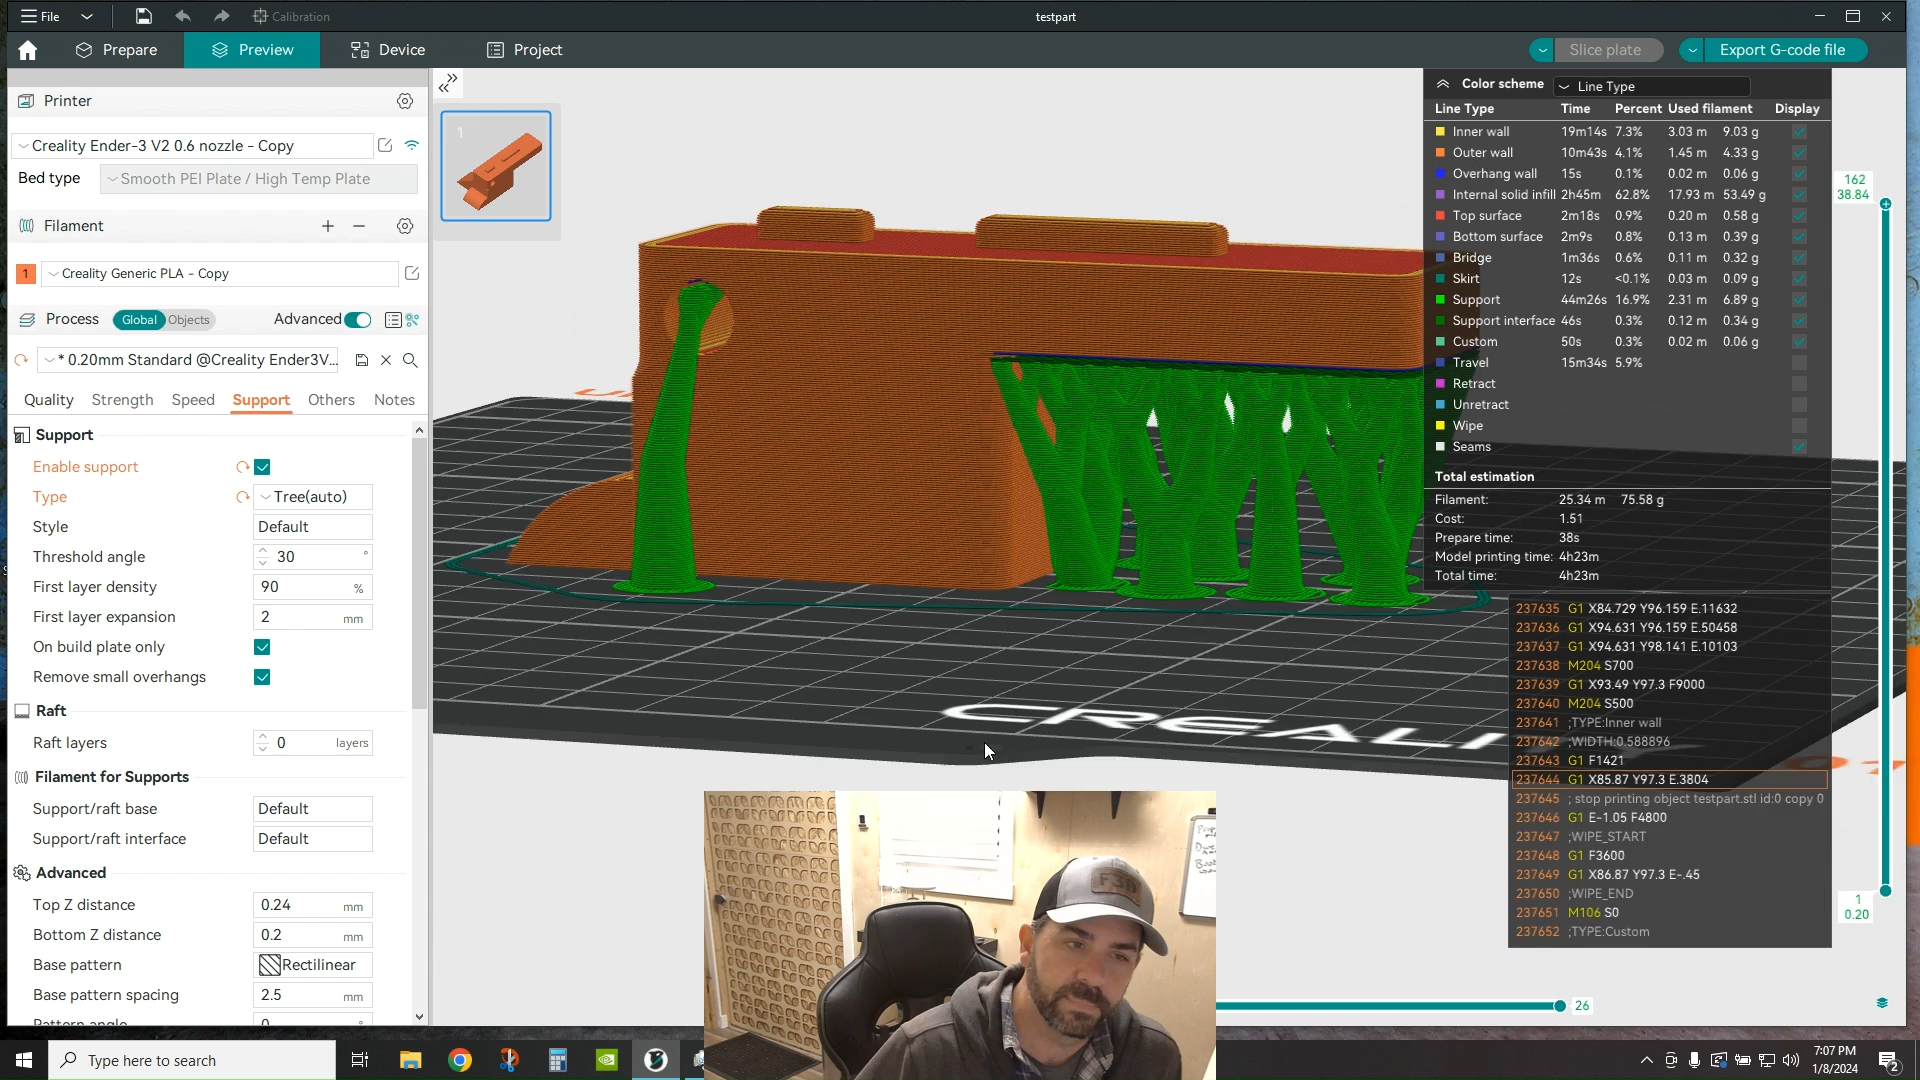 File
Calibration
testpart
Prepare
Preview
Device
Project
Slice plate
Export G-code file
Printer
Creality Ender-3 V2 0.6 nozzle - Copy
Bed type
Smooth PEI Plate / High Temp Plate
Filament
1
Creality Generic PLA - Copy
Process
Global
Objects
Advanced
* 0.20mm Standard @Creality Ender3V...
Quality
Strength
Speed
Support
Others
Notes
Support
Enable support
Type
Tree(auto)
Style
Default
Threshold angle
30 °
First layer density
90 %
First layer expansion
2 mm
On build plate only
Remove small overhangs
Raft
Raft layers
0 layers
Filament for Supports
Support/raft base
Default
Support/raft interface
Default
Advanced
Top Z distance
0.24 mm
Bottom Z distance
0.2 mm
Base pattern
Rectilinear
Base pattern spacing
2.5 mm
Pattern angle
0 °
1
Color scheme
Line Type
Line Type Time Percent Used filament Display
Inner wall 19m14s 7.3% 3.03 m 9.03 g
Outer wall 10m43s 4.1% 1.45 m 4.33 g
Overhang wall 15s 0.1% 0.02 m 0.06 g
Internal solid infill 2h45m 62.8% 17.93 m 53.49 g
Top surface 2m18s 0.9% 0.20 m 0.58 g
Bottom surface 2m9s 0.8% 0.13 m 0.39 g
Bridge 1m36s 0.6% 0.11 m 0.32 g
Skirt 12s <0.1% 0.03 m 0.09 g
Support 44m26s 16.9% 2.31 m 6.89 g
Support interface 46s 0.3% 0.12 m 0.34 g
Custom 50s 0.3% 0.02 m 0.06 g
Travel 15m34s 5.9%
Retract
Unretract
Wipe
Seams
Total estimation
Filament: 25.34 m 75.58 g
Cost: 1.51
Prepare time: 38s
Model printing time: 4h23m
Total time: 4h23m
237635 G1 X84.729 Y96.159 E.11632
237636 G1 X94.631 Y96.159 E.50458
237637 G1 X94.631 Y98.141 E.10103
237638 M204 S700
237639 G1 X93.49 Y97.3 F9000
237640 M204 S500
237641 ;TYPE:Inner wall
237642 ;WIDTH:0.588896
237643 G1 F1421
237644 G1 X85.87 Y97.3 E.3804
237645 ; stop printing object testpart.stl id:0 copy 0
237646 G1 E-1.05 F4800
237647 ;WIPE_START
237648 G1 F3600
237649 G1 X86.87 Y97.3 E-.45
237650 ;WIPE_END
237651 M106 S0
237652 ;TYPE:Custom
162
38.84
1
0.20
26
CREALI
Type here to search
7:07 PM
1/8/2024
2